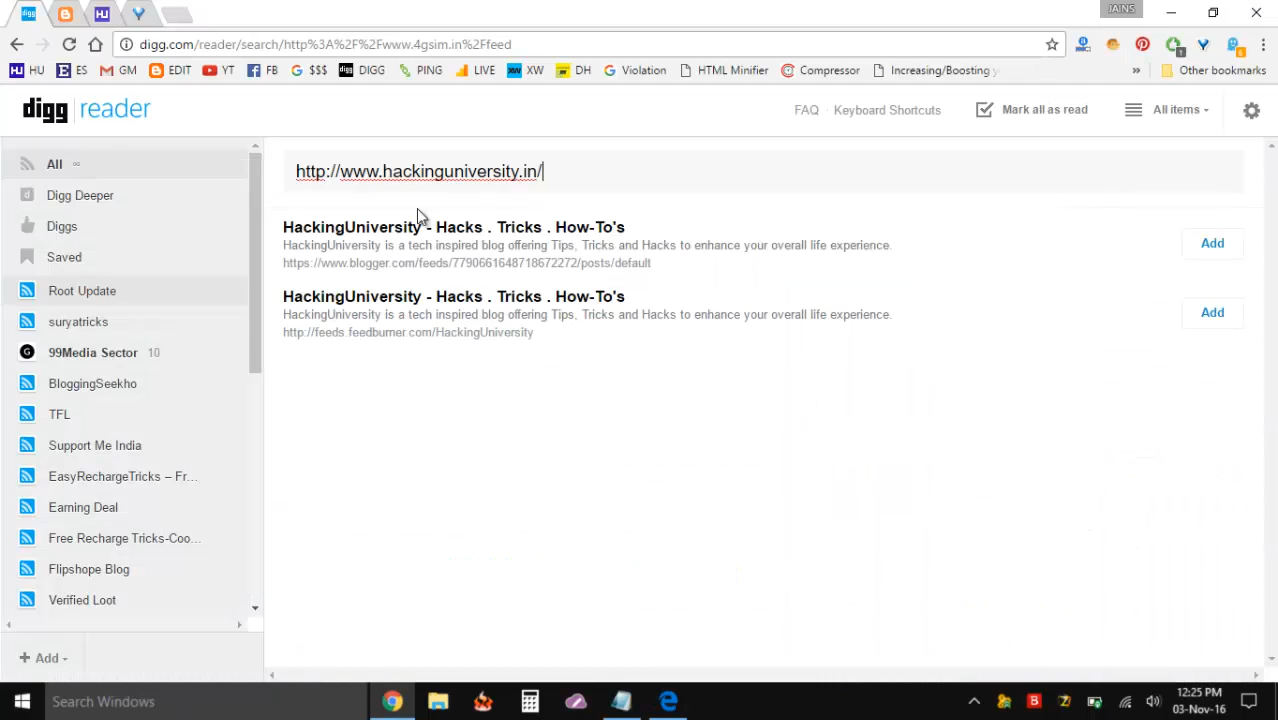 JAINS
digg.com/reader/search/http%3A%2F%2Fwww.4gsim.in%2Ffeed
HU ES GM EDIT YT FB $$$ DIGG PING LIVE XW DH Violation HTML Minifier Compressor Increasing/Boosting » Other bookmarks
digg reader
FAQ · Keyboard Shortcuts Mark all as read All items
All ∞
Digg Deeper
Diggs
Saved
Root Update
suryatricks
99Media Sector 10
BloggingSeekho
TFL
Support Me India
EasyRechargeTricks – Fr...
Earning Deal
Free Recharge Tricks-Coo...
Flipshope Blog
Verified Loot
+ Add
http://www.hackinguniversity.in/
HackingUniversity - Hacks . Tricks . How-To's
HackingUniversity is a tech inspired blog offering Tips, Tricks and Hacks to enhance your overall life experience.
https://www.blogger.com/feeds/7790661648718672272/posts/default
Add
HackingUniversity - Hacks . Tricks . How-To's
HackingUniversity is a tech inspired blog offering Tips, Tricks and Hacks to enhance your overall life experience.
http://feeds.feedburner.com/HackingUniversity
Add
Search Windows
12:25 PM
03-Nov-16